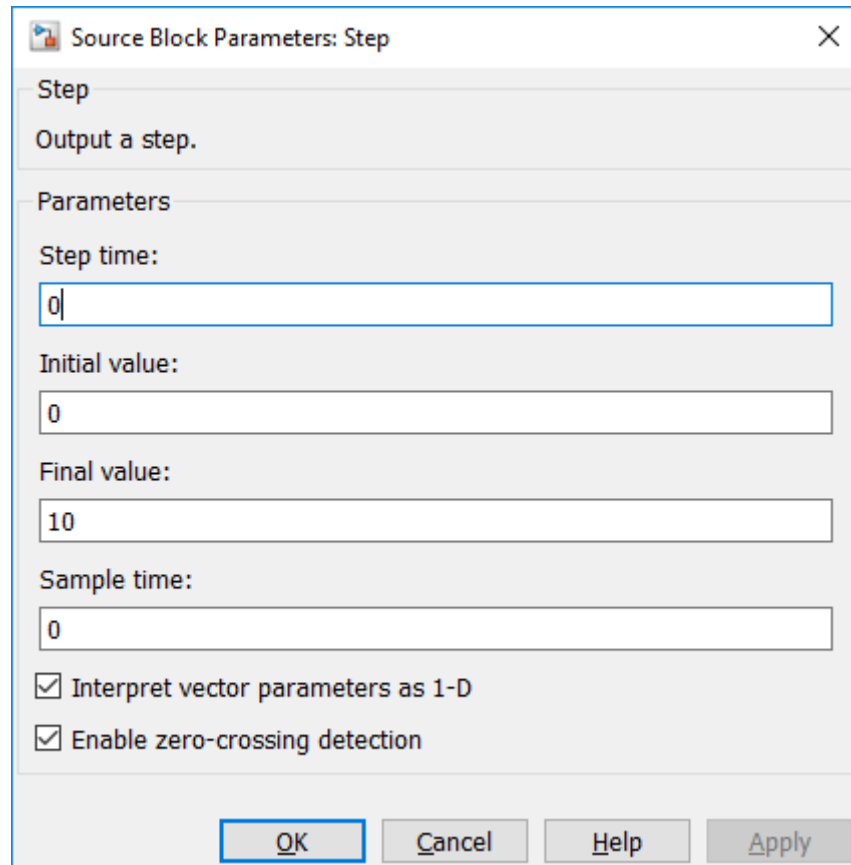 Source Block Parameters: Step
Step
Output a step.
Parameters
Step time:
0
Initial value:
0
Final value:
10
Sample time:
0
Interpret vector parameters as 1-D
Enable zero-crossing detection
OK Cancel Help Apply